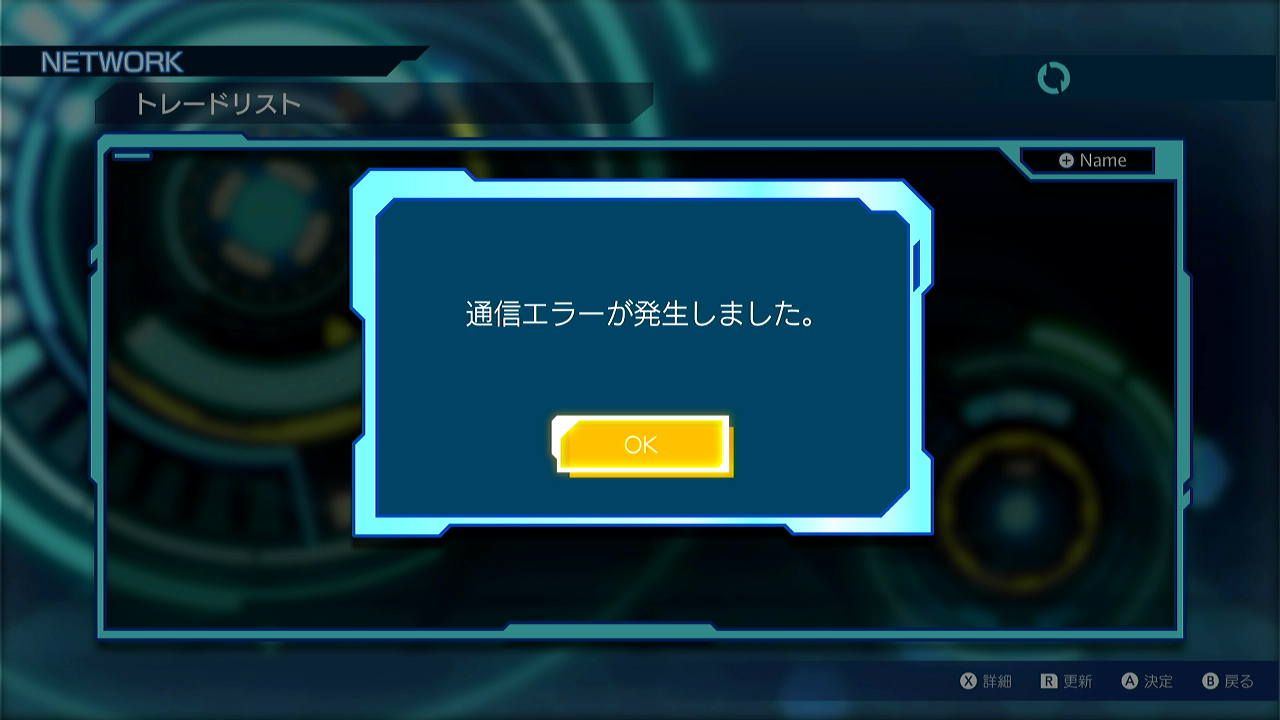 NETWORK
トレードリスト
+ Name
通信エラーが発生しました。
OK
X 詳細 R 更新 A 決定 B 戻る